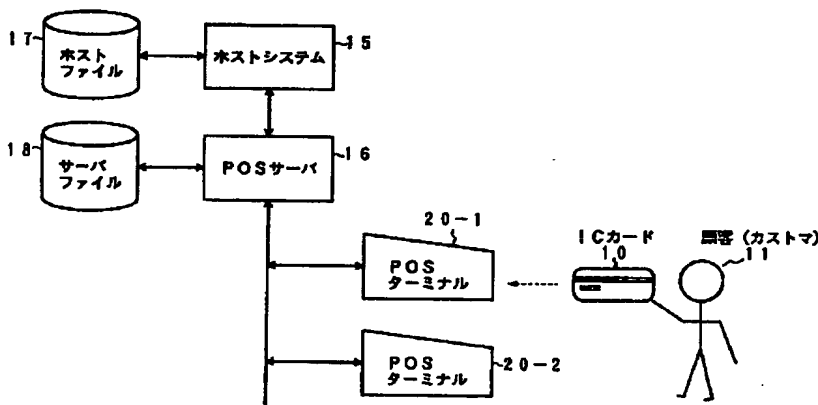 17
ホスト
ファイル
ホストシステム
15
18
サーバ
ファイル
POSサーバ
16
20-1
POS
ターミナル
ICカード
10
顧客(カストマ)
11
POS
ターミナル
20-2